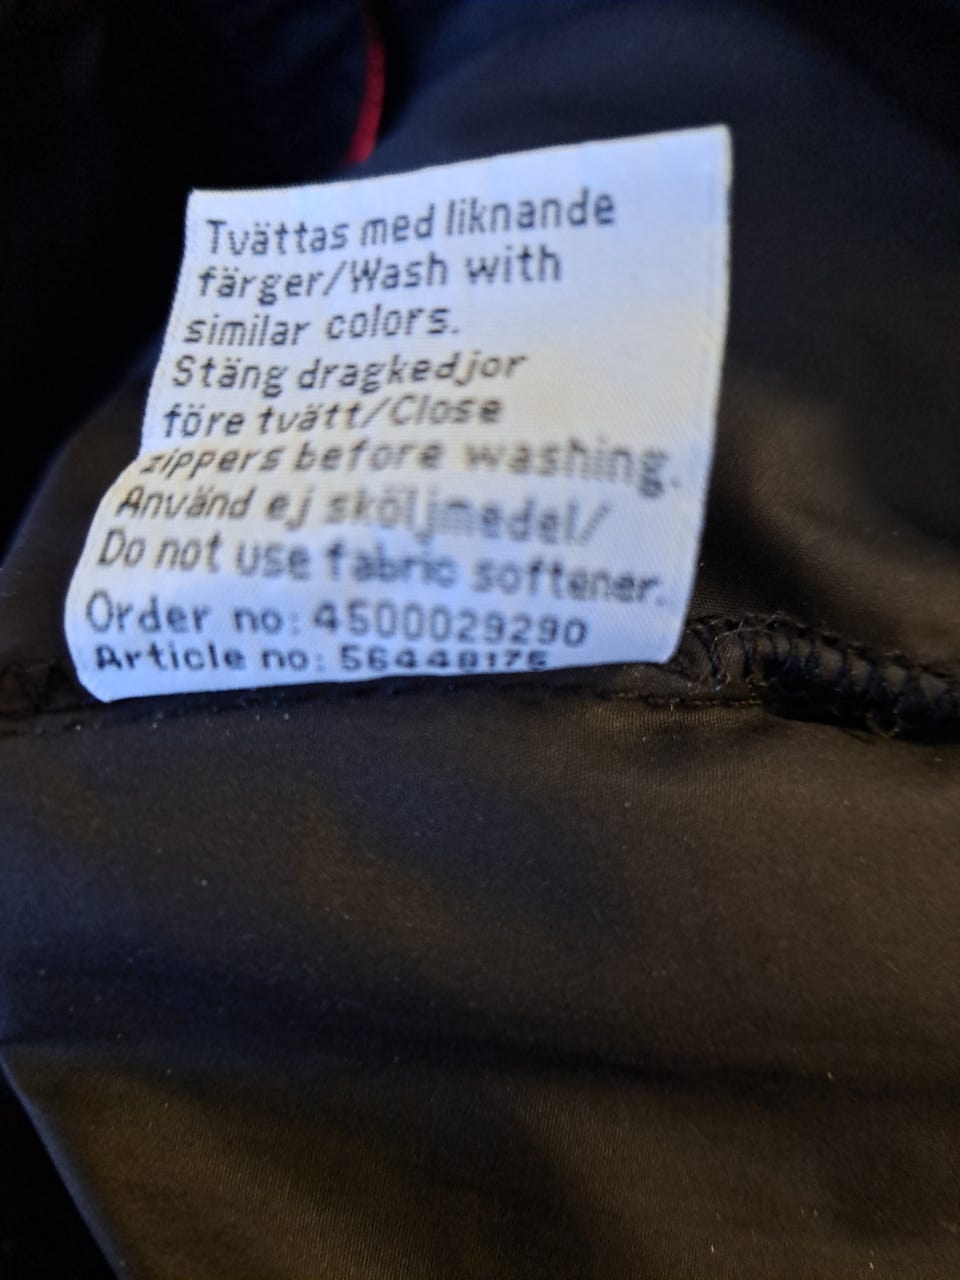 Tvättas med liknande
färger/Wash with
similar colors.
Stäng dragkedjor
före tvätt/Close
zippers before washing.
Använd ej sköljmedel/
Do not use fabric softener.
Order no: 4500029290
Article no: